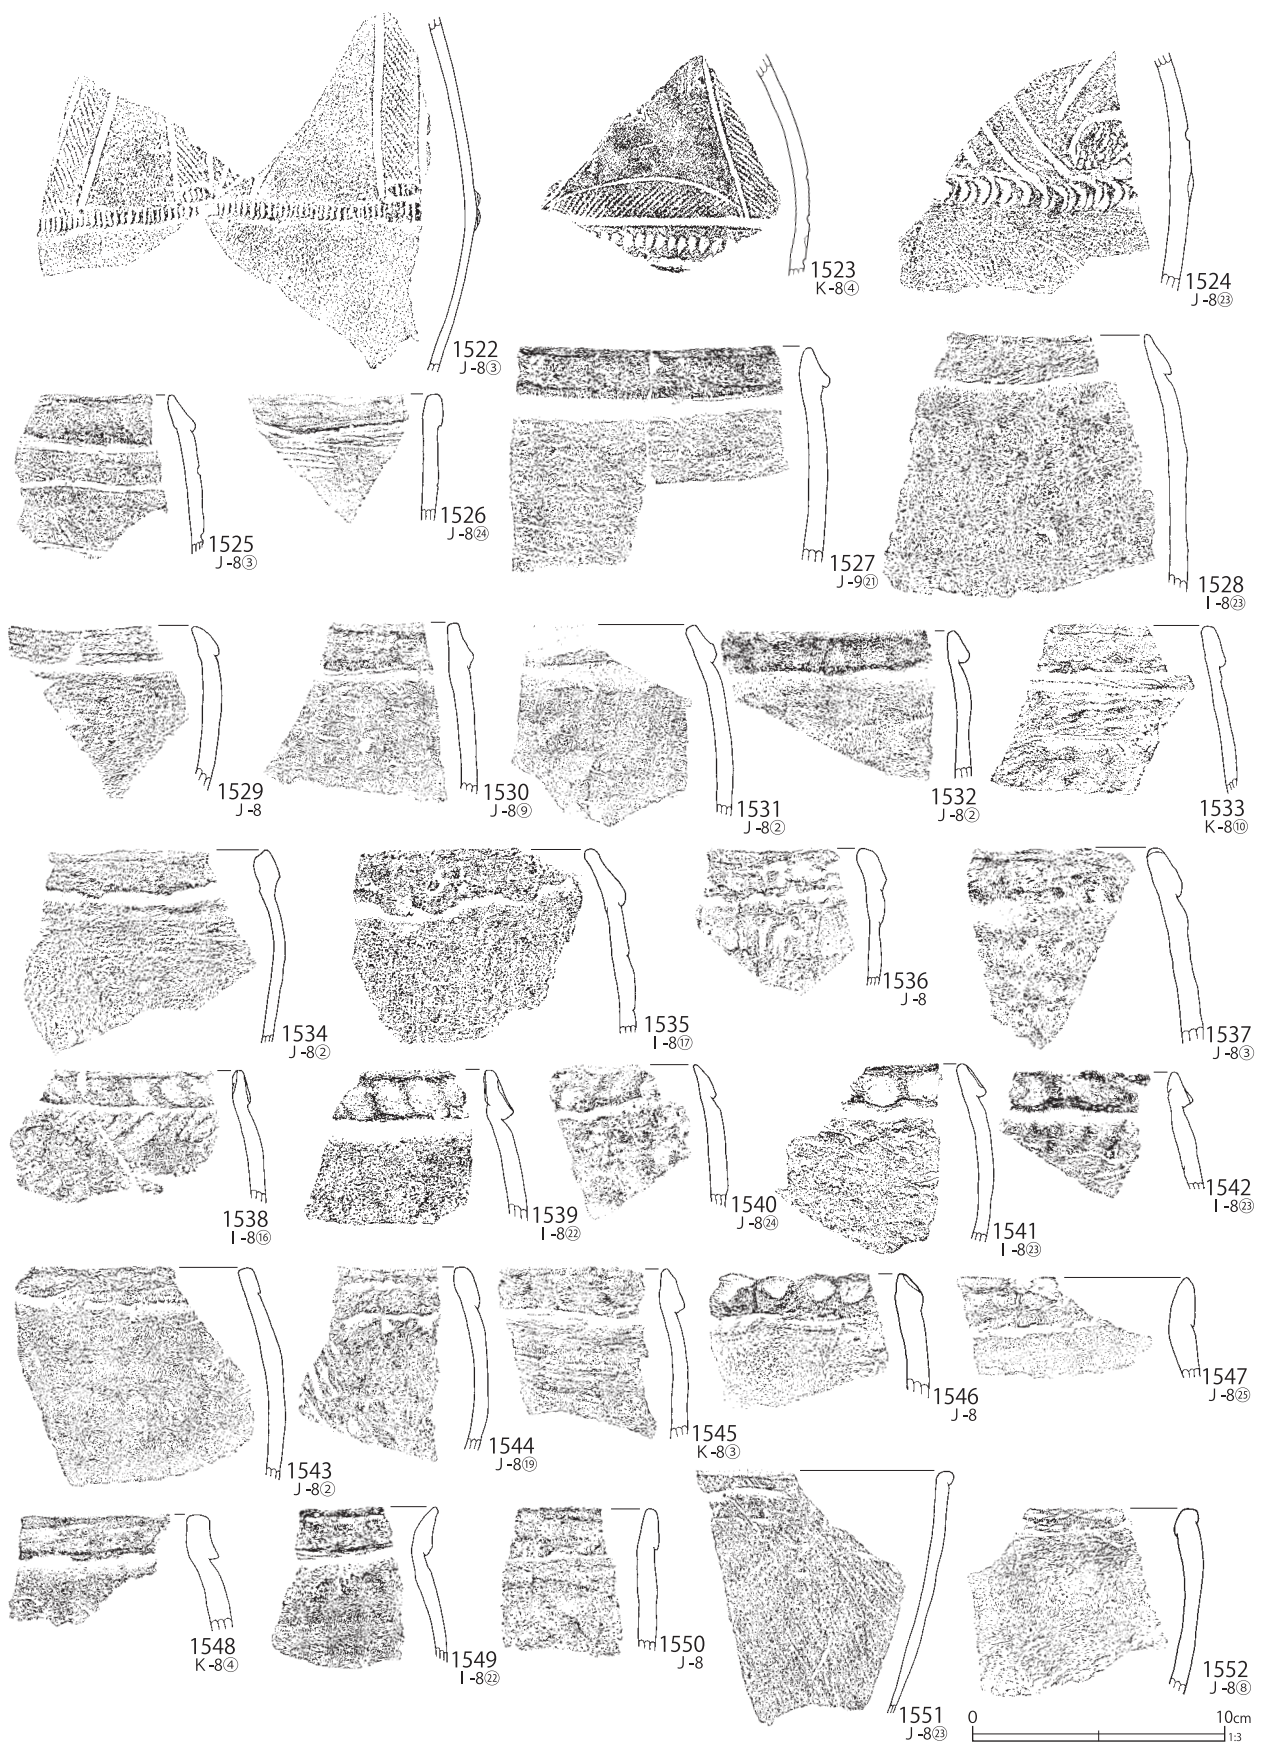 1522
J-8③
1523
K-8④
1524
J-8㉓
1525
J-8③
1526
J-8㉔
1527
J-9㉑
1528
I-8㉓
1529
J-8
1530
J-8⑨
1531
J-8②
1532
J-8②
1533
K-8⑩
1534
J-8②
1535
I-8⑰
1536
J-8
1537
J-8③
1538
I-8⑯
1539
I-8㉒
1540
J-8㉔
1541
I-8㉓
1542
I-8㉓
1543
J-8②
1544
J-8⑲
1545
K-8③
1546
J-8
1547
J-8㉕
1548
K-8④
1549
I-8㉒
1550
J-8
1551
J-8㉓
1552
J-8⑧
0 10cm
1:3